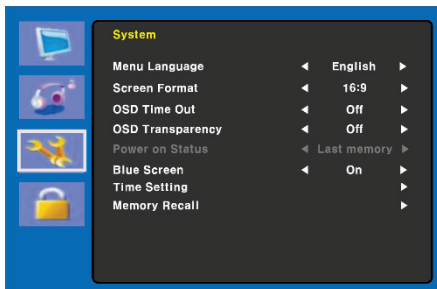 System
Menu Language ◀ English ▶
Screen Format ◀ 16:9 ▶
OSD Time Out ◀ Off ▶
OSD Transparency ◀ Off ▶
Power on Status ◀ Last memory ▶
Blue Screen ◀ On ▶
Time Setting ▶
Memory Recall ▶